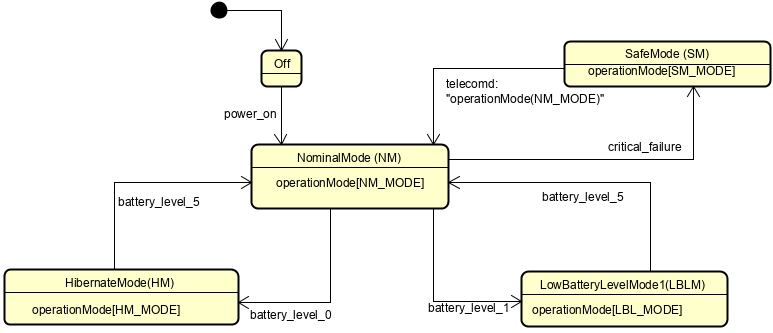 Off
SafeMode (SM)
operationMode[SM_MODE]
telecomd:
"operationMode(NM_MODE)"
power_on
critical_failure
NominalMode (NM)
operationMode[NM_MODE]
battery_level_5
battery_level_5
HibernateMode(HM)
operationMode[HM_MODE]
LowBatteryLevelMode1(LBLM)
operationMode[LBL_MODE]
battery_level_0
battery_level_1